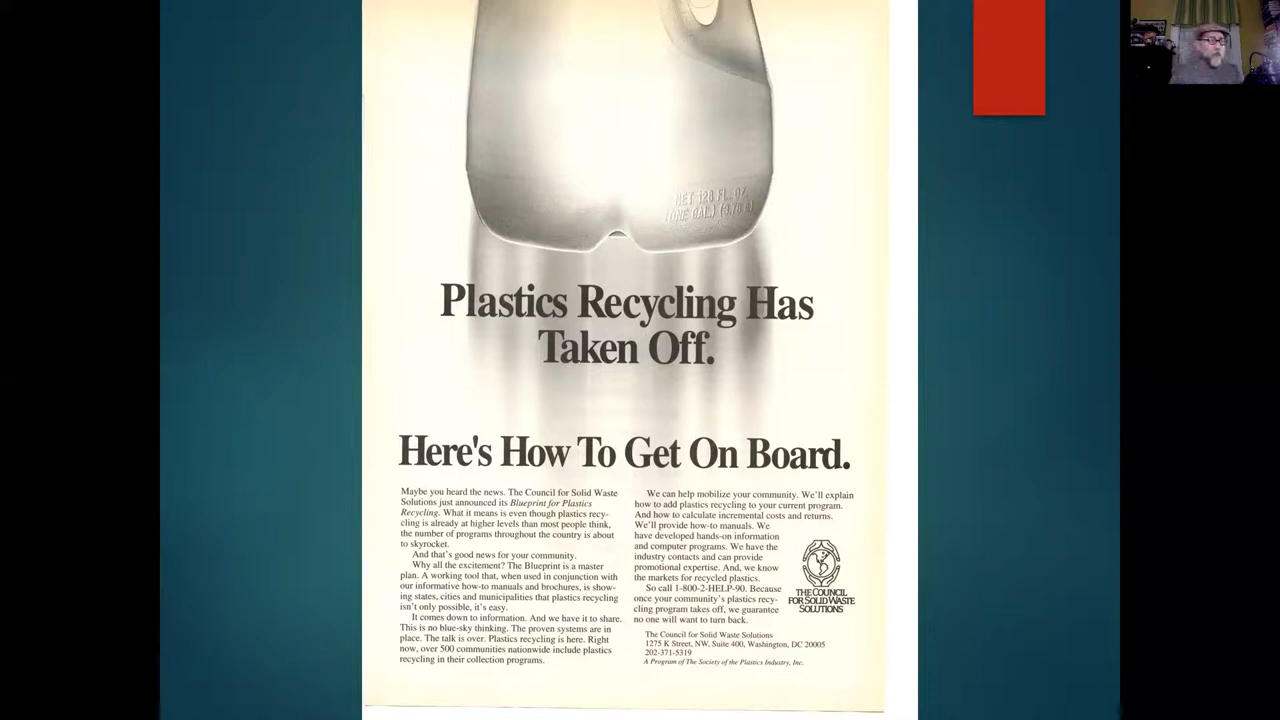 NET 128 FL. OZ.
(ONE GAL.) (3.78
Plastics Recycling Has
Taken Off.
Here's How To Get On Board.
Maybe you heard the news. The Council for Solid Waste
Solutions just announced its Blueprint for Plastics
Recycling. What it means is even though plastics recy-
cling is already at higher levels than most people think,
the number of programs throughout the country is about
to skyrocket.
And that's good news for your community.
Why all the excitement? The Blueprint is a master
plan. A working tool that, when used in conjunction with
our informative how-to manuals and brochures, is show-
ing states, cities and municipalities that plastics recycling
isn't only possible, it's easy.
It comes down to information. And we have it to share.
This is no blue-sky thinking. The proven systems are in
place. The talk is over. Plastics recycling is here. Right
now, over 500 communities nationwide include plastics
recycling in their collection programs.
We can help mobilize your community. We'll explain
how to add plastics recycling to your current program.
And how to calculate incremental costs and returns.
We'll provide how-to manuals. We
have developed hands-on information
and computer programs. We have the
industry contacts and can provide
promotional expertise. And, we know
the markets for recycled plastics.
So call 1-800-2-HELP-90. Because
once your community's plastics recy-
cling program takes off, we guarantee
no one will want to turn back.
THE COUNCIL
FOR SOLID WASTE
SOLUTIONS
The Council for Solid Waste Solutions
1275 K Street, NW, Suite 400, Washington, DC 20005
202-371-5319
A Program of The Society of the Plastics Industry, Inc.